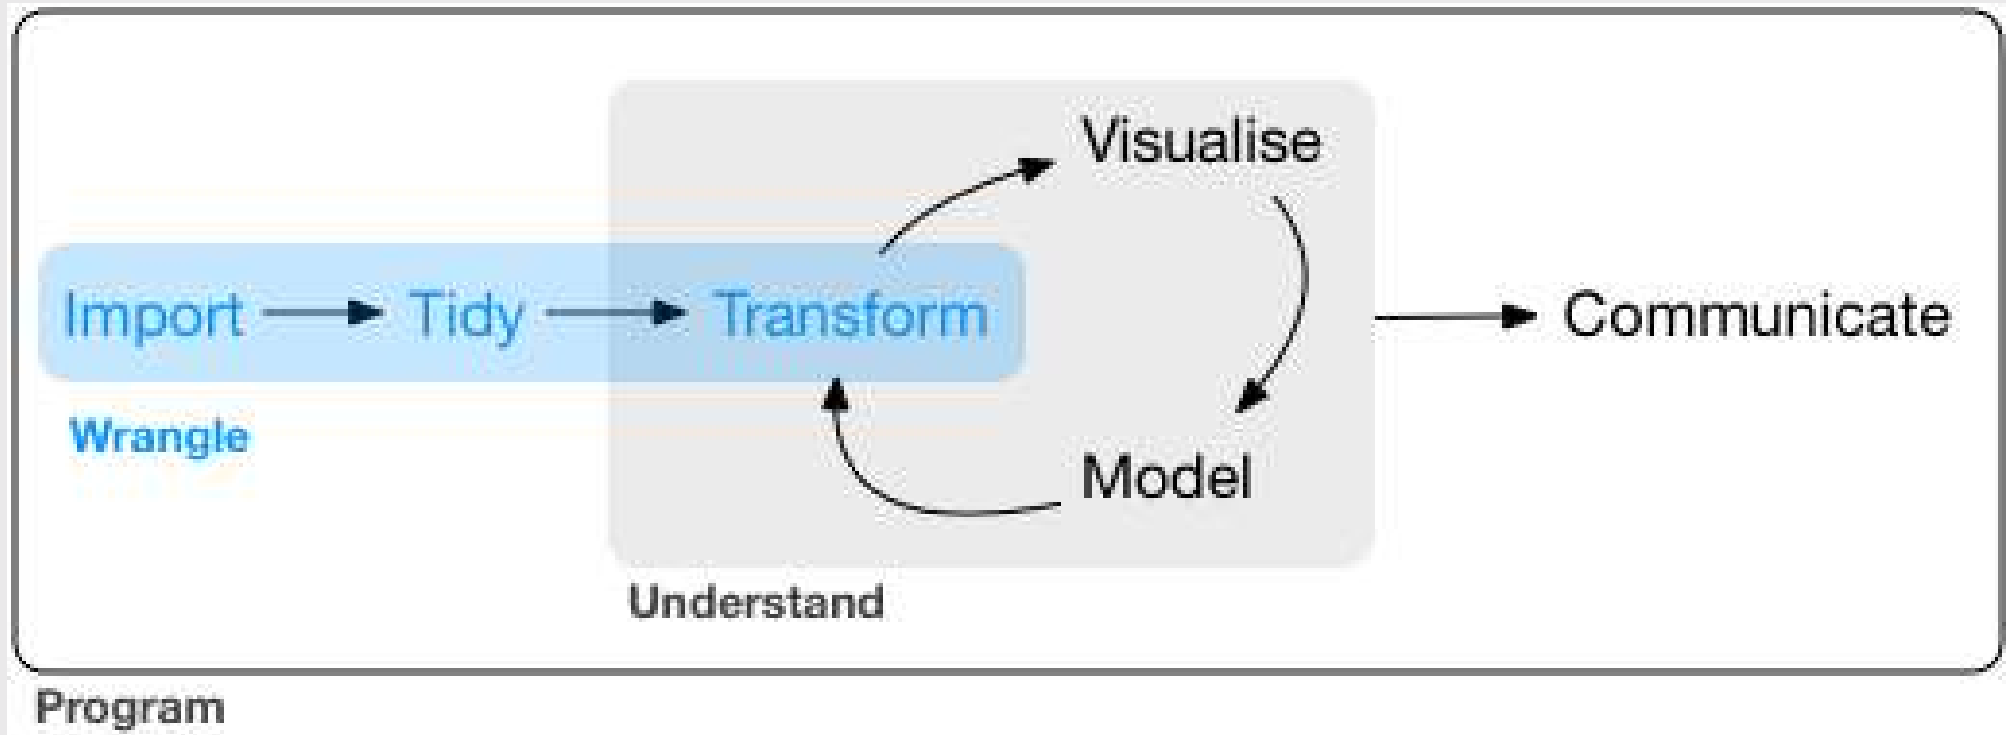 Visualise
Import Tidy Transform
Communicate
Wrangle
Model
Understand
Program